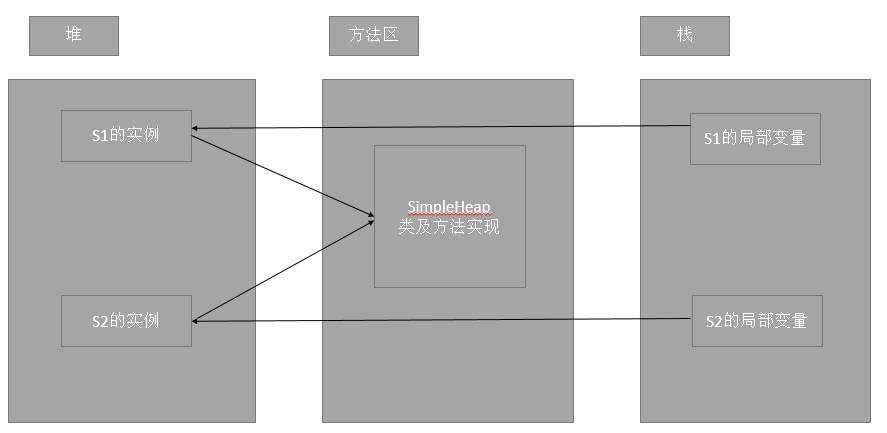 堆
方法区
栈
S1的实例
S1的局部变量
SimpleHeap
类及方法实现
S2的实例
S2的局部变量